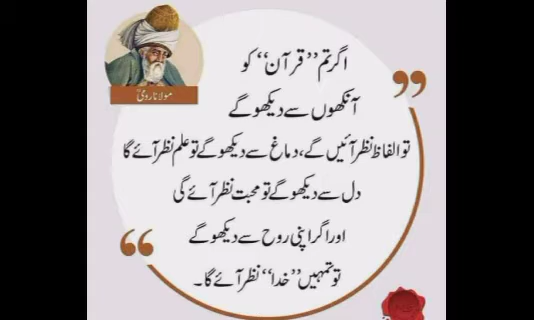 مولانا رومیؒ
اگر تم ’’قرآن‘‘ کو
آنکھوں سے دیکھو گے
تو الفاظ نظر آئیں گے، دماغ سے دیکھو گے تو علم نظر آئے گا
دل سے دیکھو گے تو محبت نظر آئے گی
اور اگر اپنی روح سے دیکھو گے
تو تمہیں ’’خدا‘‘ نظر آئے گا۔